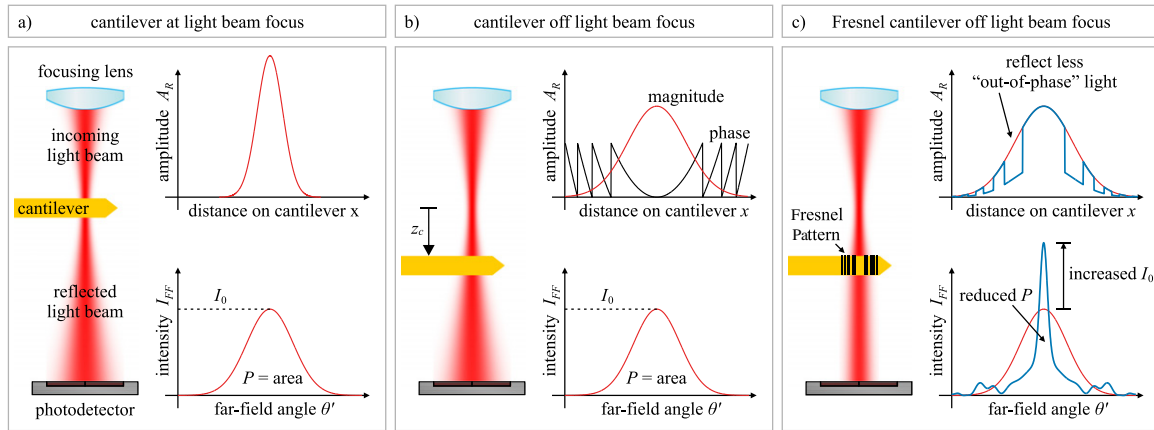 a) cantilever at light beam focus
focusing lens
incoming
light beam
cantilever
reflected
light beam
photodetector
amplitude A_R
distance on cantilever x
intensity I_FF
I_0
P = area
far-field angle θ′
b) cantilever off light beam focus
z_c
amplitude A_R
magnitude
phase
distance on cantilever x
intensity I_FF
I_0
P = area
far-field angle θ′
c) Fresnel cantilever off light beam focus
Fresnel
Pattern
amplitude A_R
reflect less
“out-of-phase” light
distance on cantilever x
intensity I_FF
increased I_0
reduced P
far-field angle θ′